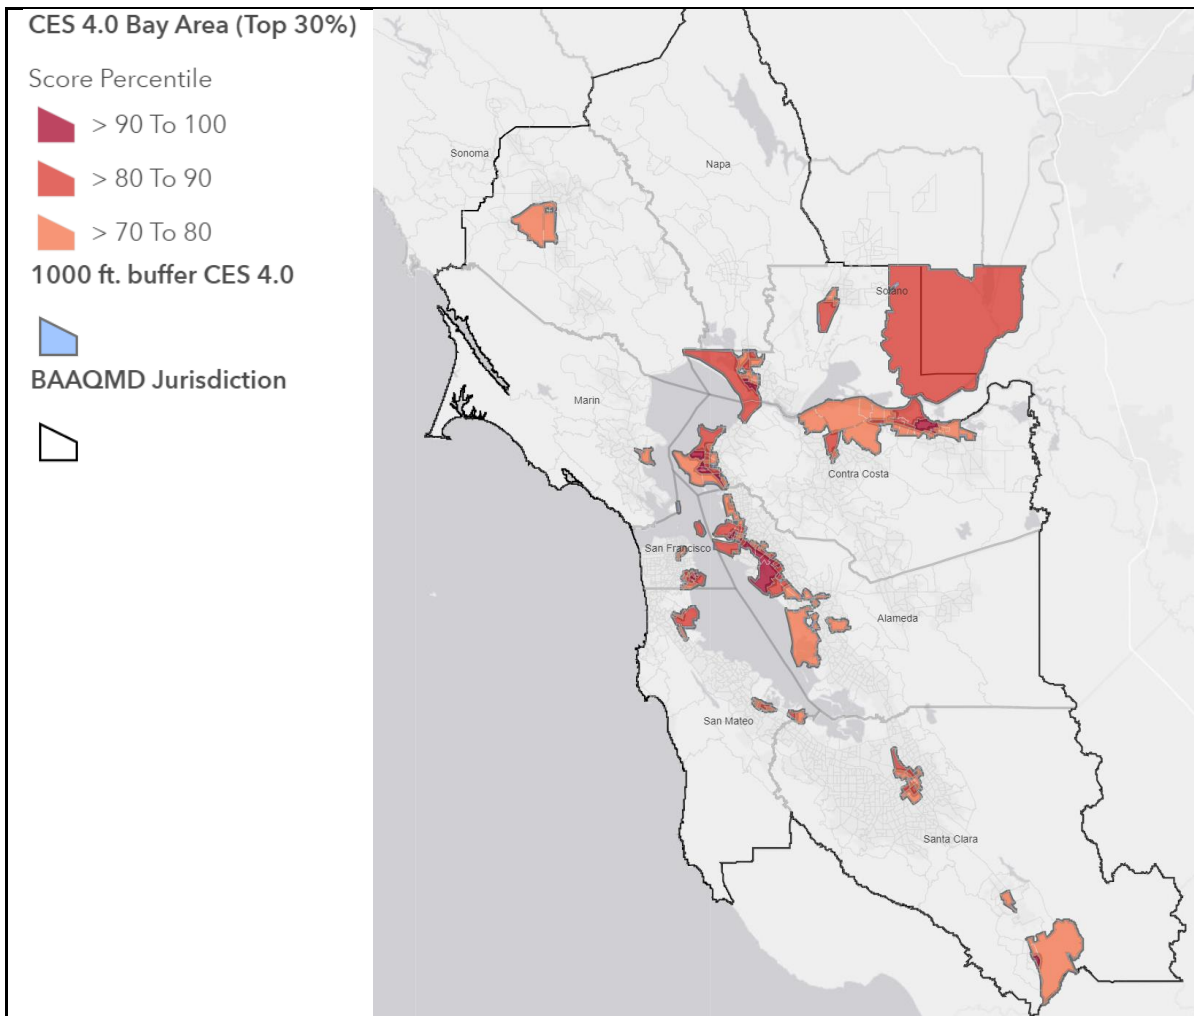 CES 4.0 Bay Area (Top 30%)
Score Percentile
> 90 To 100
> 80 To 90
> 70 To 80
1000 ft. buffer CES 4.0
BAAQMD Jurisdiction
Sonoma
Napa
Solano
Marin
Contra Costa
San Francisco
Alameda
San Mateo
Santa Clara